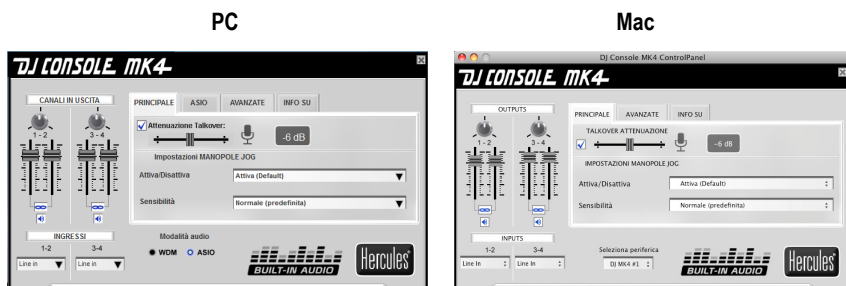 PC
DJ CONSOLE MK4
CANALI IN USCITA
1 - 2 3 - 4
PRINCIPALE ASIO AVANZATE INFO SU
Attenuazione Talkover:
-6 dB
Impostazioni MANOPOLE JOG
Attiva/Disattiva Attiva (Default)
Sensibilità Normale (predefinita)
INGRESSI
1-2 3-4
Line in Line in
Modalità audio
WDM ASIO
BUILT-IN AUDIO
Hercules
Mac
DJ Console MK4 ControlPanel
DJ CONSOLE MK4
OUTPUTS
1 - 2 3 - 4
PRINCIPALE AVANZATE INFO SU
TALKOVER ATTENUAZIONE
-6 dB
IMPOSTAZIONI MANOPOLE JOG
Attiva/Disattiva Attiva (Default)
Sensibilità Normale (predefinita)
INPUTS
1-2 3-4
Line In Line In
Seleziona periferica
DJ MK4 #1
BUILT-IN AUDIO
Hercules